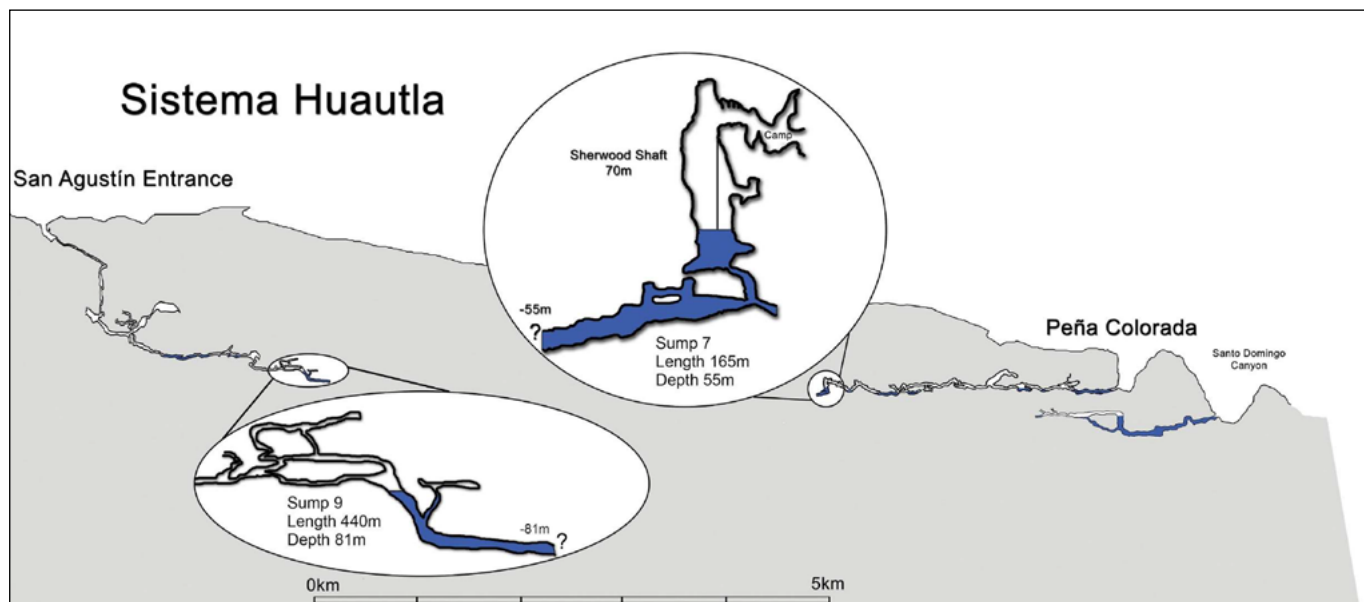 Sistema Huautla
San Agustín Entrance
Sherwood Shaft
70m
Camp
-55m
?
Sump 7
Length 165m
Depth 55m
Peña Colorada
Santo Domingo
Canyon
Sump 9
Length 440m
Depth 81m
-81m
?
0km
5km